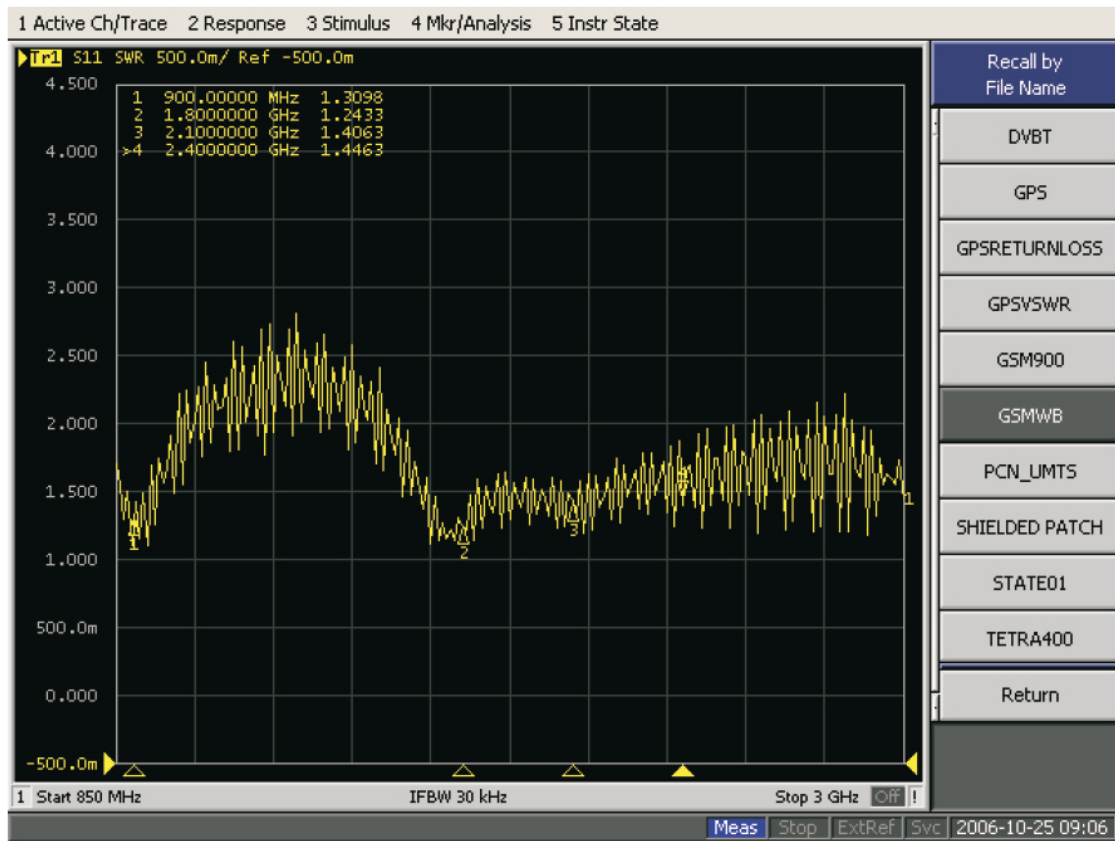 1 Active Ch/Trace 2 Response 3 Stimulus 4 Mkr/Analysis 5 Instr State
Tr1 S11 SWR 500.0m/ Ref -500.0m
1 900.00000 MHz 1.3098
2 1.8000000 GHz 1.2433
3 2.1000000 GHz 1.4063
>4 2.4000000 GHz 1.4463
4.500
4.000
3.500
3.000
2.500
2.000
1.500
1.000
500.0m
0.000
-500.0m
1
2
3
4
1
1 Start 850 MHz IFBW 30 kHz Stop 3 GHz Off !
Recall by
File Name
DVBT
GPS
GPSRETURNLOSS
GPSVSWR
GSM900
GSMWB
PCN_UMTS
SHIELDED PATCH
STATE01
TETRA400
Return
Meas Stop ExtRef Svc 2006-10-25 09:06